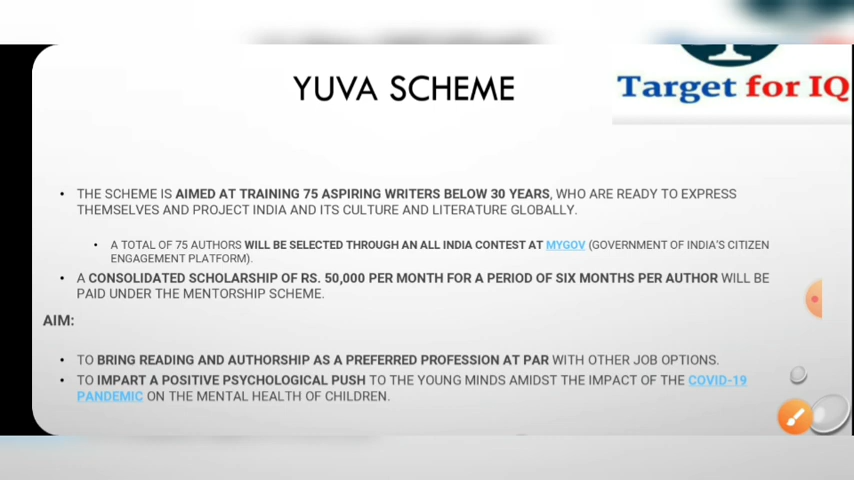 Target for IQ
YUVA SCHEME
• THE SCHEME IS AIMED AT TRAINING 75 ASPIRING WRITERS BELOW 30 YEARS, WHO ARE READY TO EXPRESS
THEMSELVES AND PROJECT INDIA AND ITS CULTURE AND LITERATURE GLOBALLY.
• A TOTAL OF 75 AUTHORS WILL BE SELECTED THROUGH AN ALL INDIA CONTEST AT MYGOV (GOVERNMENT OF INDIA'S CITIZEN
ENGAGEMENT PLATFORM).
• A CONSOLIDATED SCHOLARSHIP OF RS. 50,000 PER MONTH FOR A PERIOD OF SIX MONTHS PER AUTHOR WILL BE
PAID UNDER THE MENTORSHIP SCHEME.
AIM:
• TO BRING READING AND AUTHORSHIP AS A PREFERRED PROFESSION AT PAR WITH OTHER JOB OPTIONS.
• TO IMPART A POSITIVE PSYCHOLOGICAL PUSH TO THE YOUNG MINDS AMIDST THE IMPACT OF THE COVID-19
PANDEMIC ON THE MENTAL HEALTH OF CHILDREN.